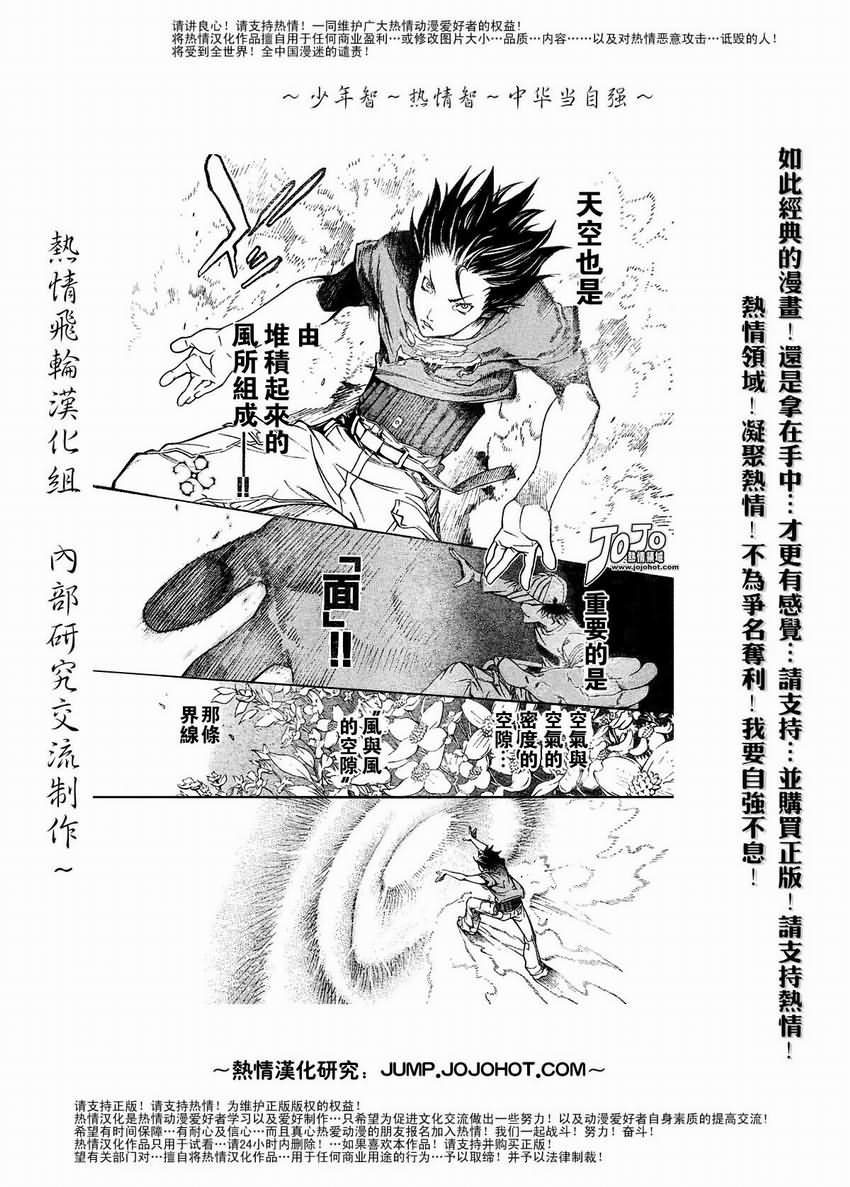 请讲良心！请支持热情！一同维护广大热情动漫爱好者的权益！
将热情汉化作品擅自用于任何商业盈利…或修改图片大小…品质…内容……以及对热情恶意攻击…诋毁的人！
将受到全世界！全中国漫迷的谴责！
～少年智～热情智～中华当自强～
如此經典的漫畫！還是拿在手中…才更有感覺…請支持…並購買正版！請支持熱情！
熱情領域！凝聚熱情！不為爭名奪利！我要自強不息！
天空也是
由
堆積起來的
風所組成——!!
JOJO
熱情領域
www.jojohot.com
重要的是
「面」!!
空氣與
空氣的
密度的
空隙…
“風與風
的空隙”
那條
界線
熱情飛輪漢化組 內部研究交流制作～
～熱情漢化研究：JUMP.JOJOHOT.COM～
请支持正版！请支持热情！为维护正版版权的权益！
热情汉化是热情动漫爱好者学习以及爱好制作…只希望为促进文化交流做出一些努力！以及动漫爱好者自身素质的提高交流！
希望有时间保障…有耐心及信心…而且真心热爱动漫的朋友报名加入热情！我们一起战斗！努力！奋斗！
热情汉化作品只用于试看…请24小时内删除！…如果喜欢本作品！请支持并购买正版！
望有关部门对…擅自将热情汉化作品…用于任何商业用途的行为…予以取缔！并予以法律制裁！